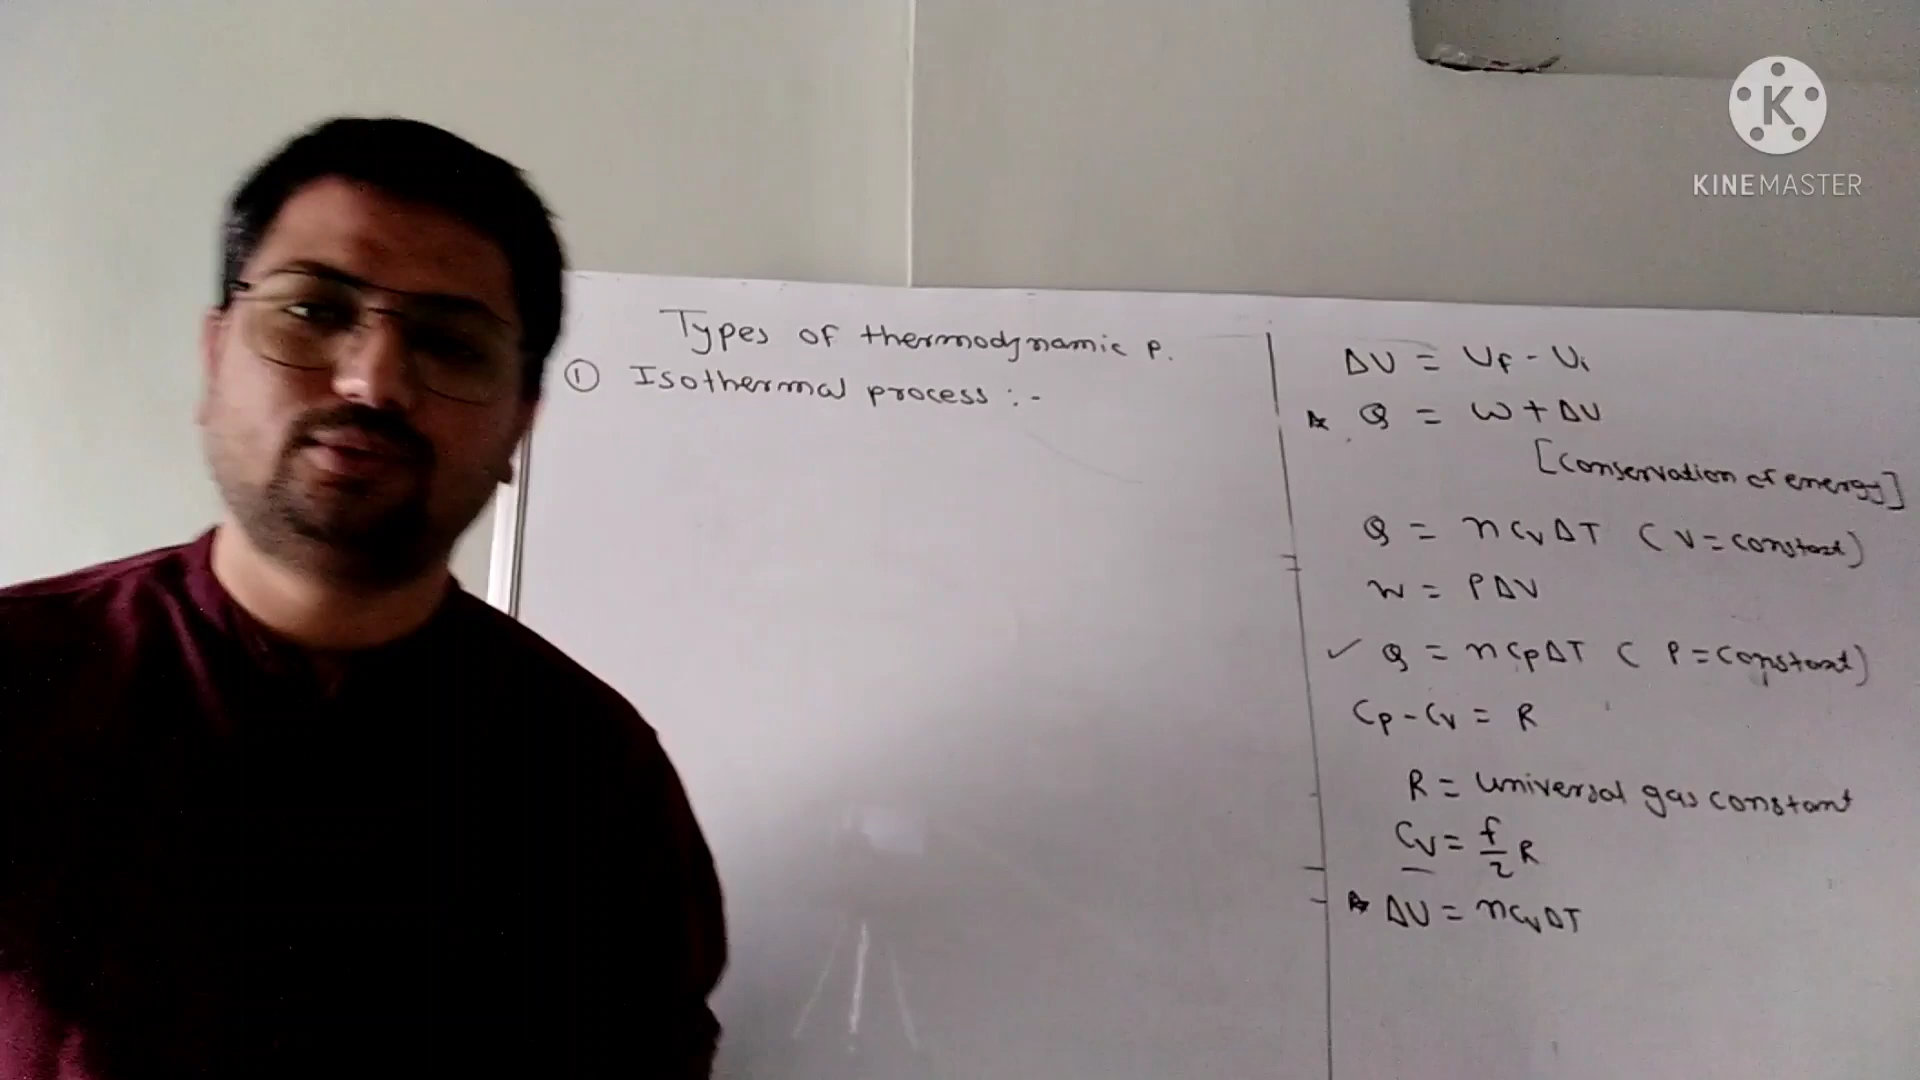 KINEMASTER
Types of thermodynamic P.
① Isothermal process :-
ΔU = Uf - Ui
Q = W + ΔU
[Conservation of energy]
Q = nCvΔT ( V = constant)
W = PΔV
✓ Q = nCpΔT ( P = constant)
Cp - Cv = R
R = universal gas constant
Cv = f/2 R
ΔU = nCvΔT